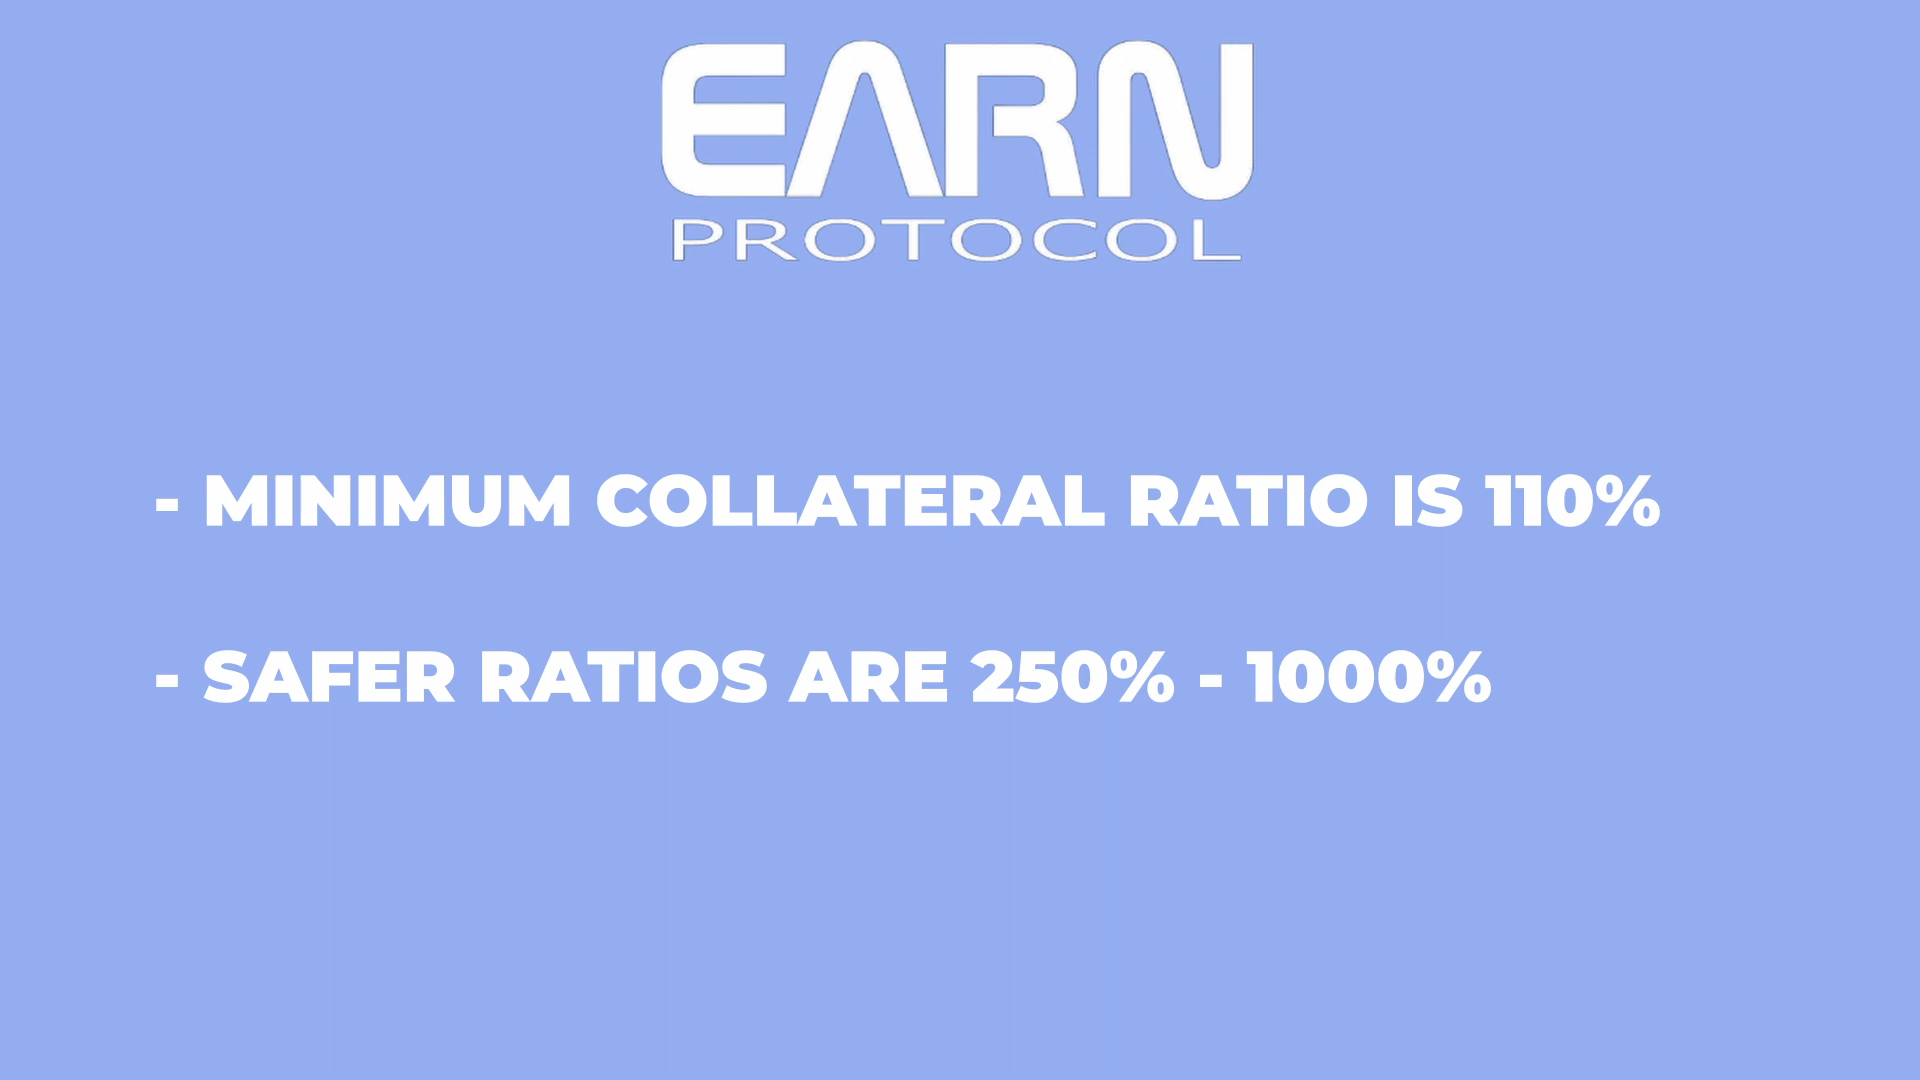 EARN
PROTOCOL
- MINIMUM COLLATERAL RATIO IS 110%
- SAFER RATIOS ARE 250% - 1000%